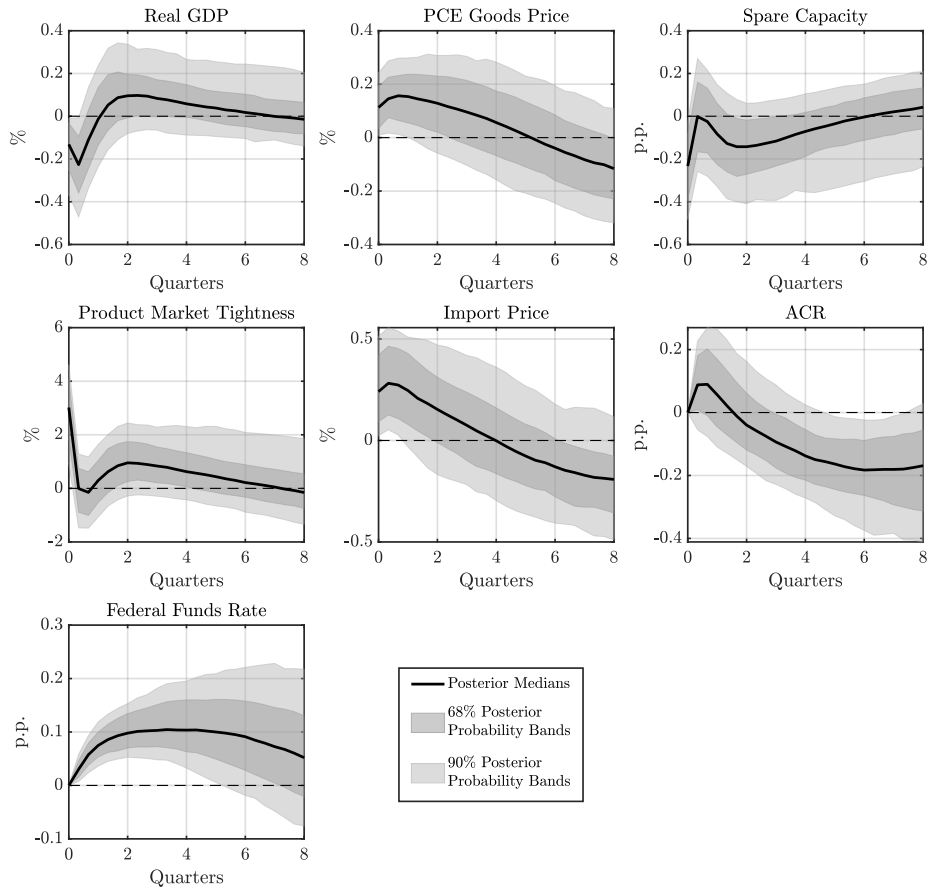 Real GDP
0.4
0.2
0
-0.2
-0.4
-0.6
%
0 2 4 6 8
Quarters
PCE Goods Price
0.4
0.2
0
-0.2
0.4
%
0 2 4 6 8
Quarters
Spare Capacity
0.4
0.2
0
-0.2
-0.4
-0.6
p.p.
0 2 4 6 8
Quarters
Product Market Tightness
6
4
2
0
-2
%
0 2 4 6 8
Quarters
Import Price
0.5
0
-0.5
%
0 2 4 6 8
Quarters
ACR
0.2
0
-0.2
-0.4
p.p.
0 2 4 6 8
Quarters
Federal Funds Rate
0.3
0.2
0.1
0
-0.1
p.p.
0 2 4 6 8
Quarters
Posterior Medians
68% Posterior
Probability Bands
90% Posterior
Probability Bands